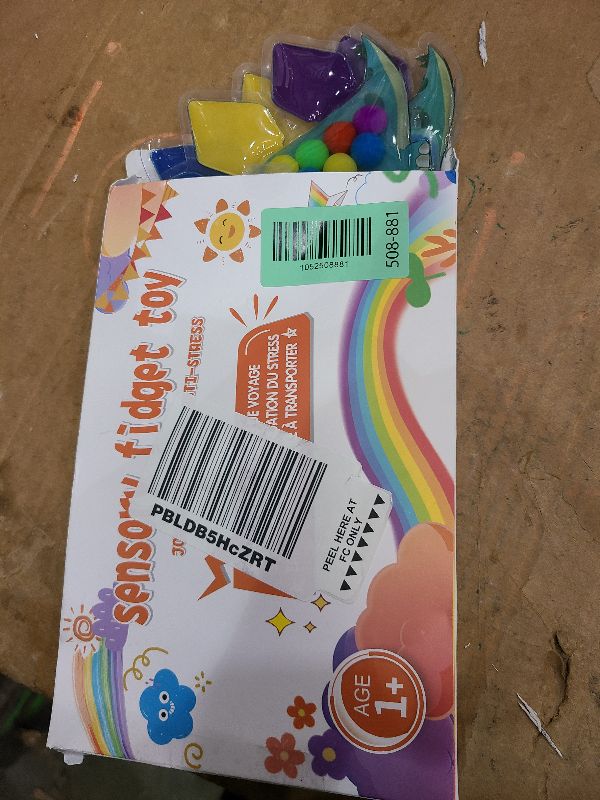 1052508881
508-881
sensory fidget toy
TI-STRESS
E VOYAGE
ATION DU STRESS
À TRANSPORTER
PBLDB5HcZRT
PEEL HERE AT
FC ONLY
AGE
1+